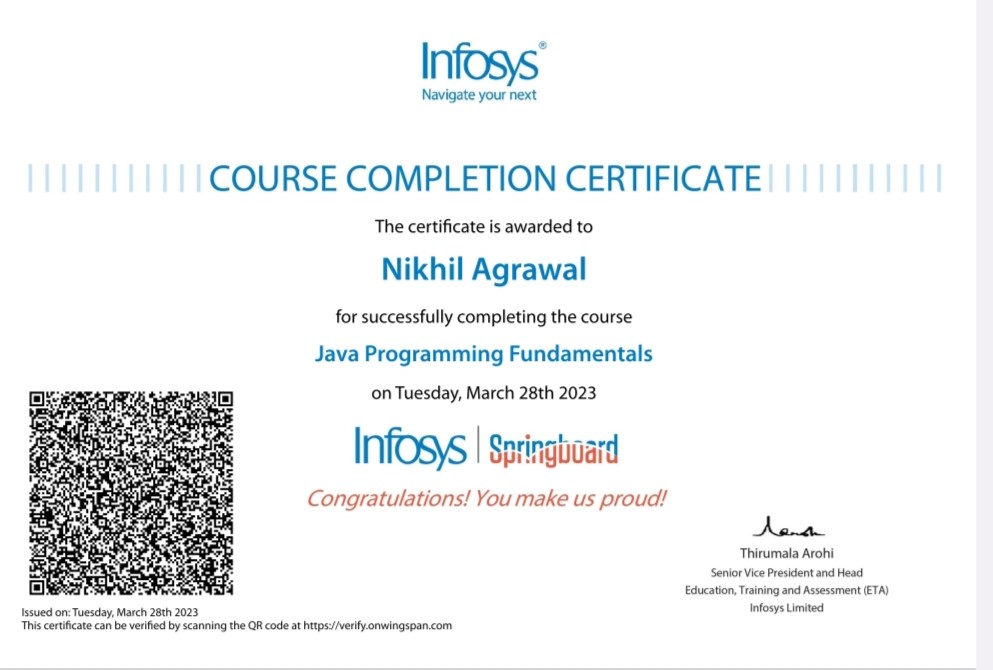 Infosys®
Navigate your next
COURSE COMPLETION CERTIFICATE
The certificate is awarded to
Nikhil Agrawal
for successfully completing the course
Java Programming Fundamentals
on Tuesday, March 28th 2023
Infosys | Springboard
Congratulations! You make us proud!
Thirumala Arohi
Senior Vice President and Head
Education, Training and Assessment (ETA)
Infosys Limited
Issued on: Tuesday, March 28th 2023
This certificate can be verified by scanning the QR code at https://verify.onwingspan.com